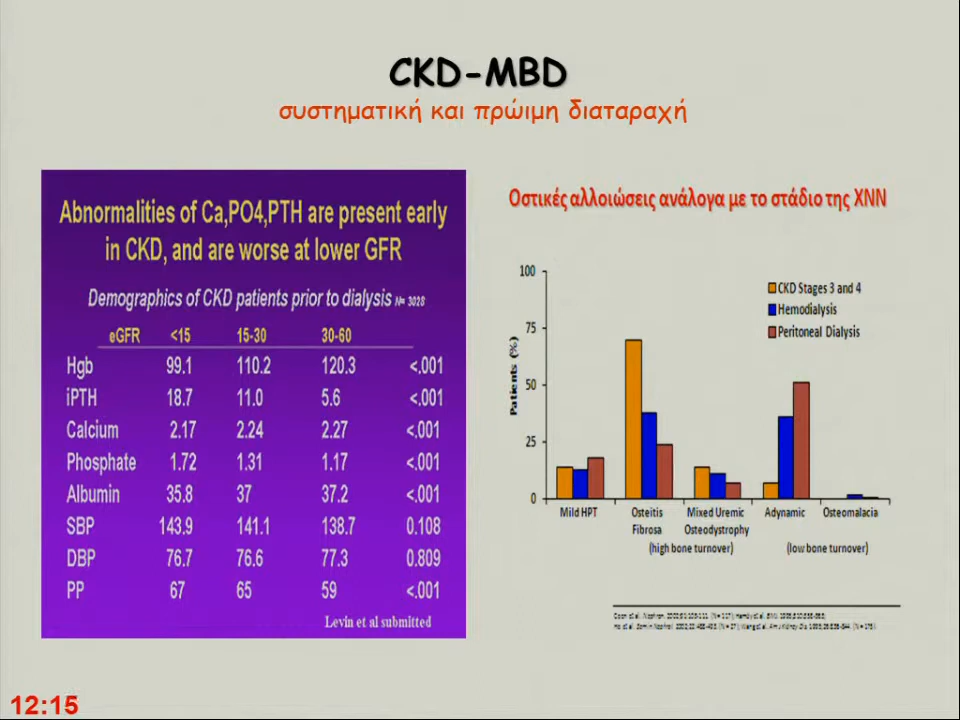 CKD-MBD
συστηματική και πρώιμη διαταραχή
Abnormalities of Ca,PO4,PTH are present early
in CKD, and are worse at lower GFR
Demographics of CKD patients prior to dialysis N= 3028
eGFR <15 15-30 30-60
Hgb 99.1 110.2 120.3 <.001
iPTH 18.7 11.0 5.6 <.001
Calcium 2.17 2.24 2.27 <.001
Phosphate 1.72 1.31 1.17 <.001
Albumin 35.8 37 37.2 <.001
SBP 143.9 141.1 138.7 0.108
DBP 76.7 76.6 77.3 0.809
PP 67 65 59 <.001
Levin et al submitted
Οστικές αλλοιώσεις ανάλογα με το στάδιο της ΧΝΝ
CKD Stages 3 and 4
Hemodialysis
Peritoneal Dialysis
Patients (%)
100
75
50
25
0
Mild HPT Osteitis Mixed Uremic Adynamic Osteomalacia
Fibrosa Osteodystrophy
(high bone turnover) (low bone turnover)
12:15